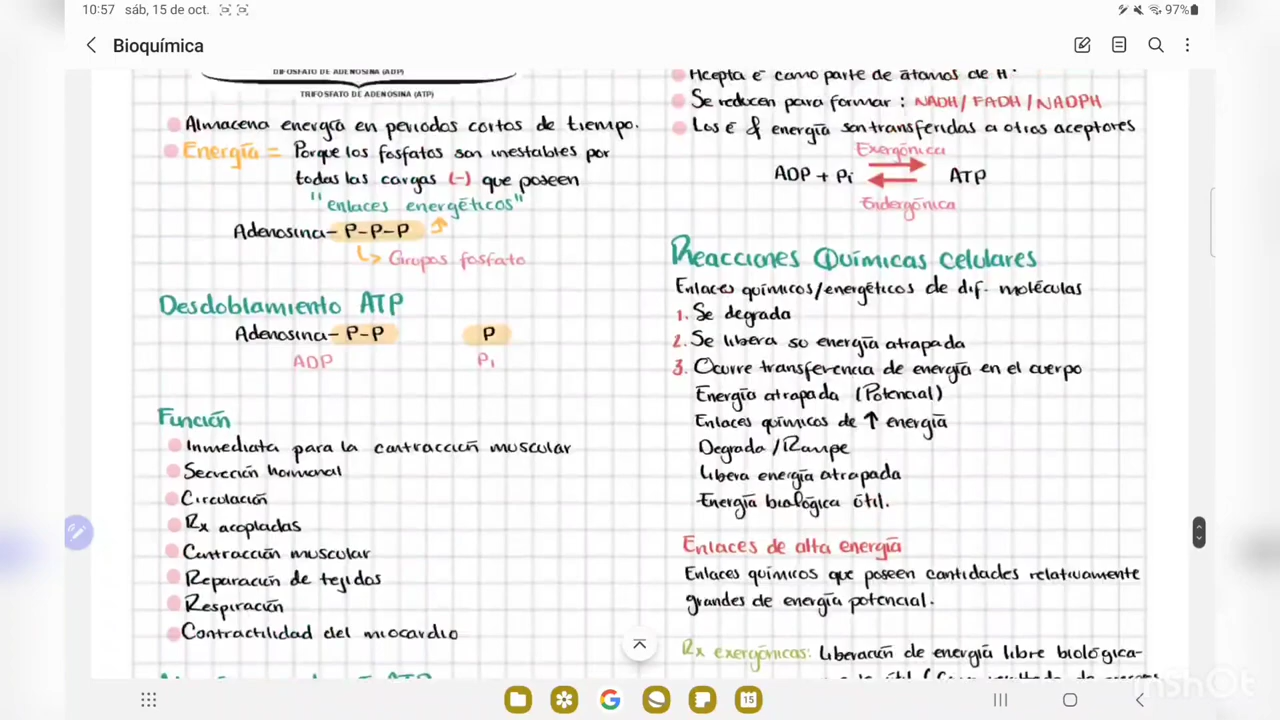 10:57 sáb, 15 de oct.
97%
Bioquímica
DIFOSFATO DE ADENOSINA (ADP)
TRIFOSFATO DE ADENOSINA (ATP)
Almacena energía en periodos cortos de tiempo.
Energía = Porque los fosfatos son inestables por
todas las cargas (-) que poseen
"enlaces energéticos"
Adenosina-P-P-P
Grupos fosfato
Desdoblamiento ATP
Adenosina-P-P P
ADP Pi
Función
Inmediata para la contracción muscular
Secreción hormonal
Circulación
Rx acopladas
Contracción muscular
Reparación de tejidos
Respiración
Contractilidad del miocardio
Acepta e⁻ como parte de átomos de H⁺
Se reducen para formar: NADH/FADH/NADPH
Los e⁻ y energía son transferidas a otros aceptores
Exergónica
ADP + Pi ATP
Endergónica
Reacciones Químicas celulares
Enlaces químicos/energéticos de dif. moléculas
1. Se degrada
2. Se libera su energía atrapada
3. Ocurre transferencia de energía en el cuerpo
Energía atrapada (Potencial)
Enlaces químicos de ↑ energía
Degrada/Rompe
Libera energía atrapada
Energía biológica útil.
Enlaces de alta energía
Enlaces químicos que poseen cantidades relativamente
grandes de energía potencial.
Rx exergónicas: Liberación de energía libre biológica-
15